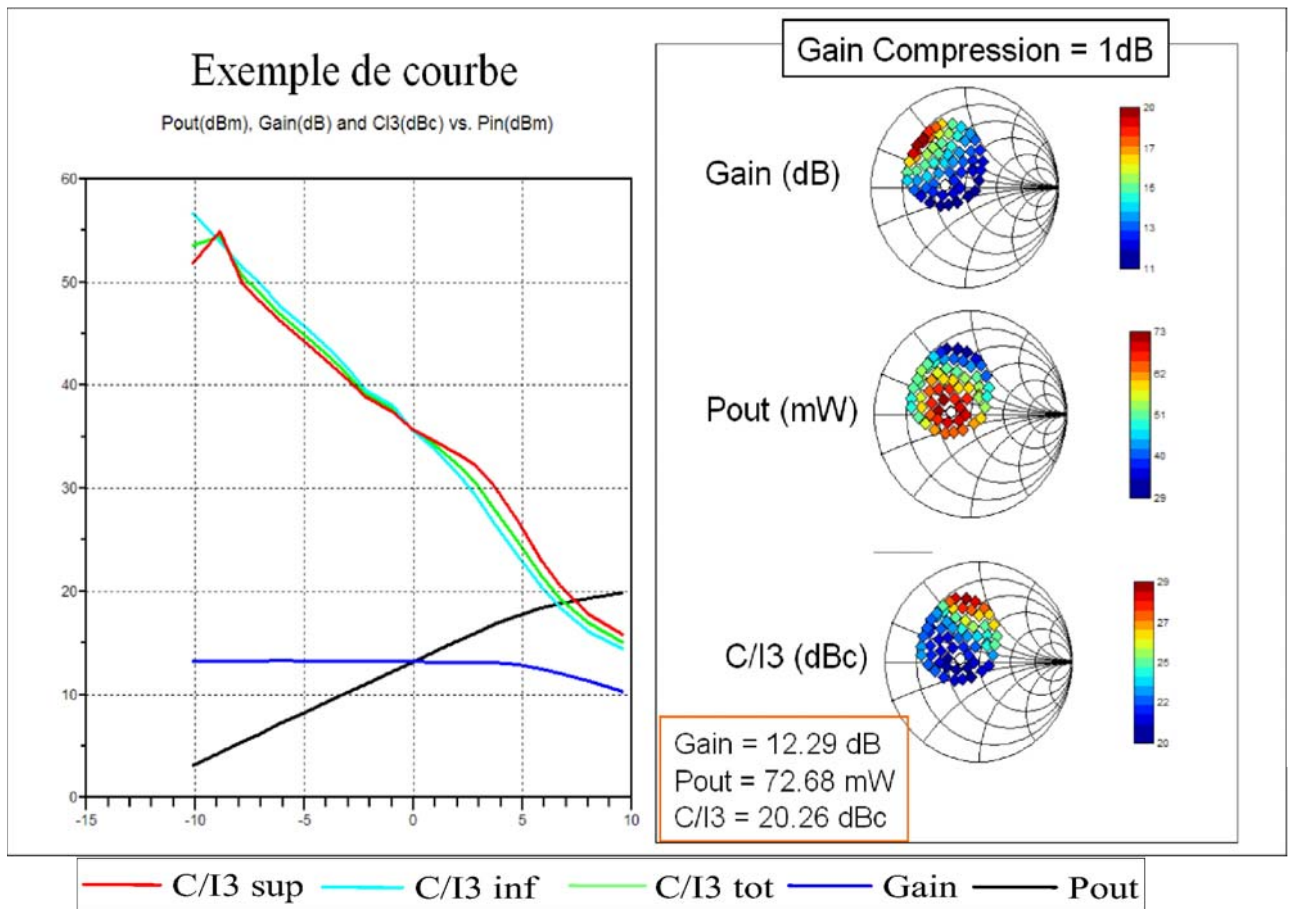 Exemple de courbe
Pout(dBm), Gain(dB) and CI3(dBc) vs. Pin(dBm)
60
50
40
30
20
10
0
-15
-10
-5
0
5
10
Gain Compression = 1dB
Gain (dB)
20
17
15
13
11
Pout (mW)
73
62
51
40
29
C/I3 (dBc)
29
27
25
22
20
Gain = 12.29 dB
Pout = 72.68 mW
C/I3 = 20.26 dBc
C/I3 sup
C/I3 inf
C/I3 tot
Gain
Pout